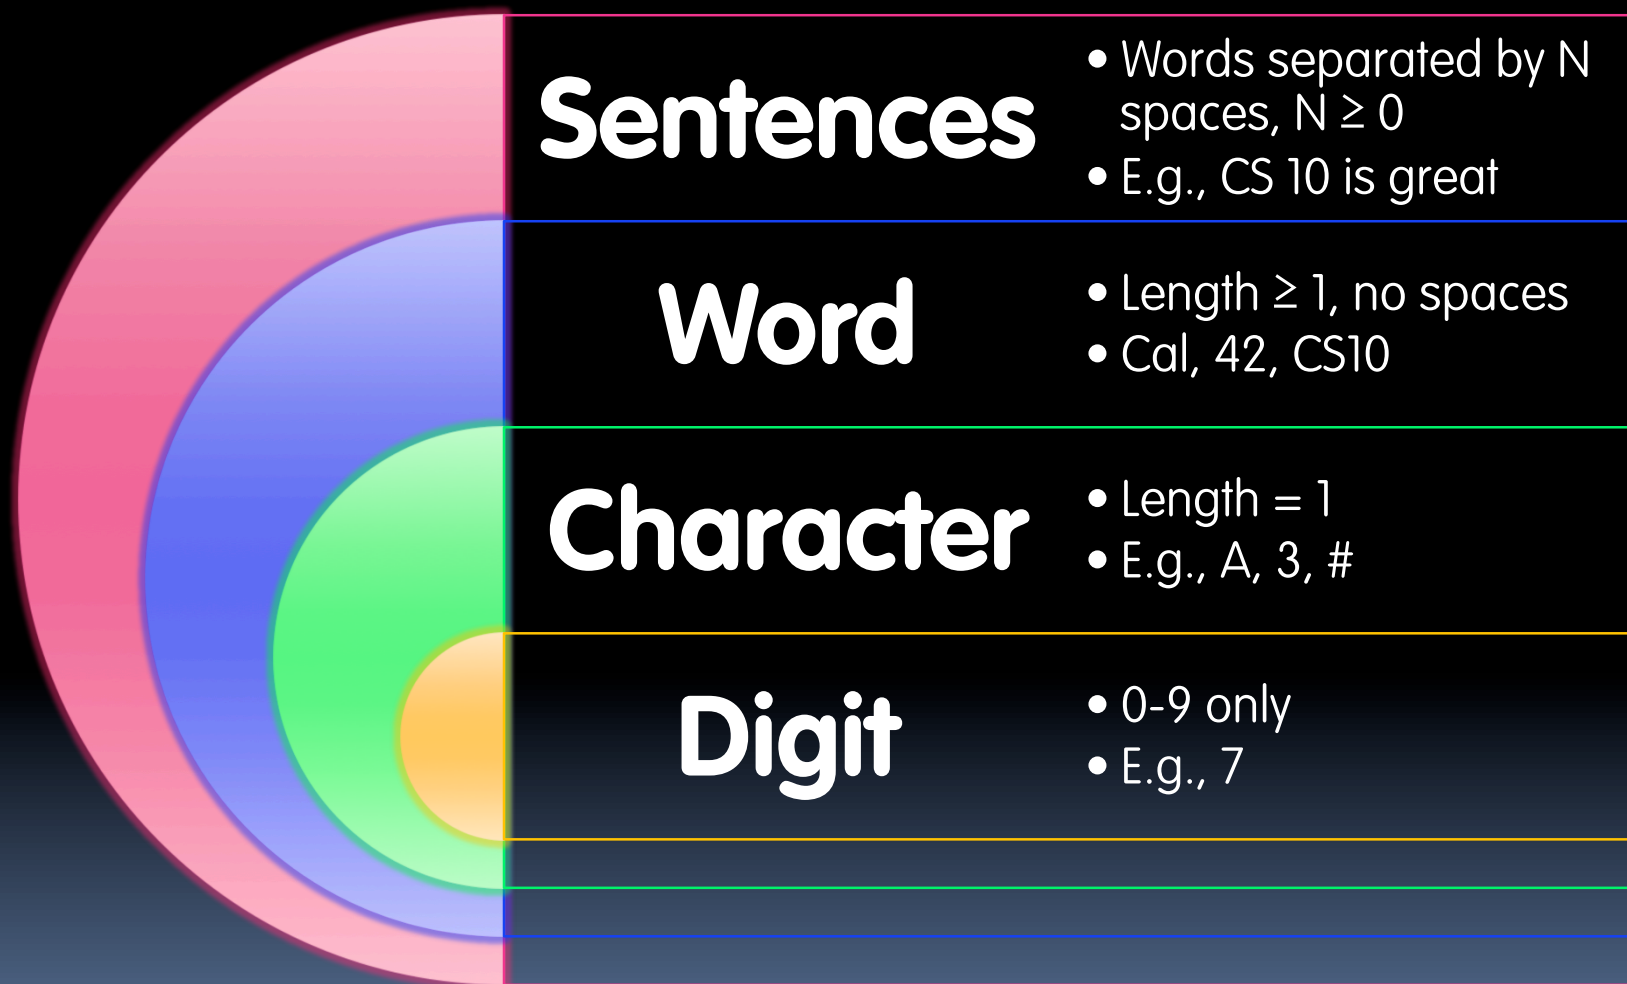 Sentences
• Words separated by N
spaces, N ≥ 0
• E.g., CS 10 is great
Word
• Length ≥ 1, no spaces
• Cal, 42, CS10
Character
• Length = 1
• E.g., A, 3, #
Digit
• 0-9 only
• E.g., 7